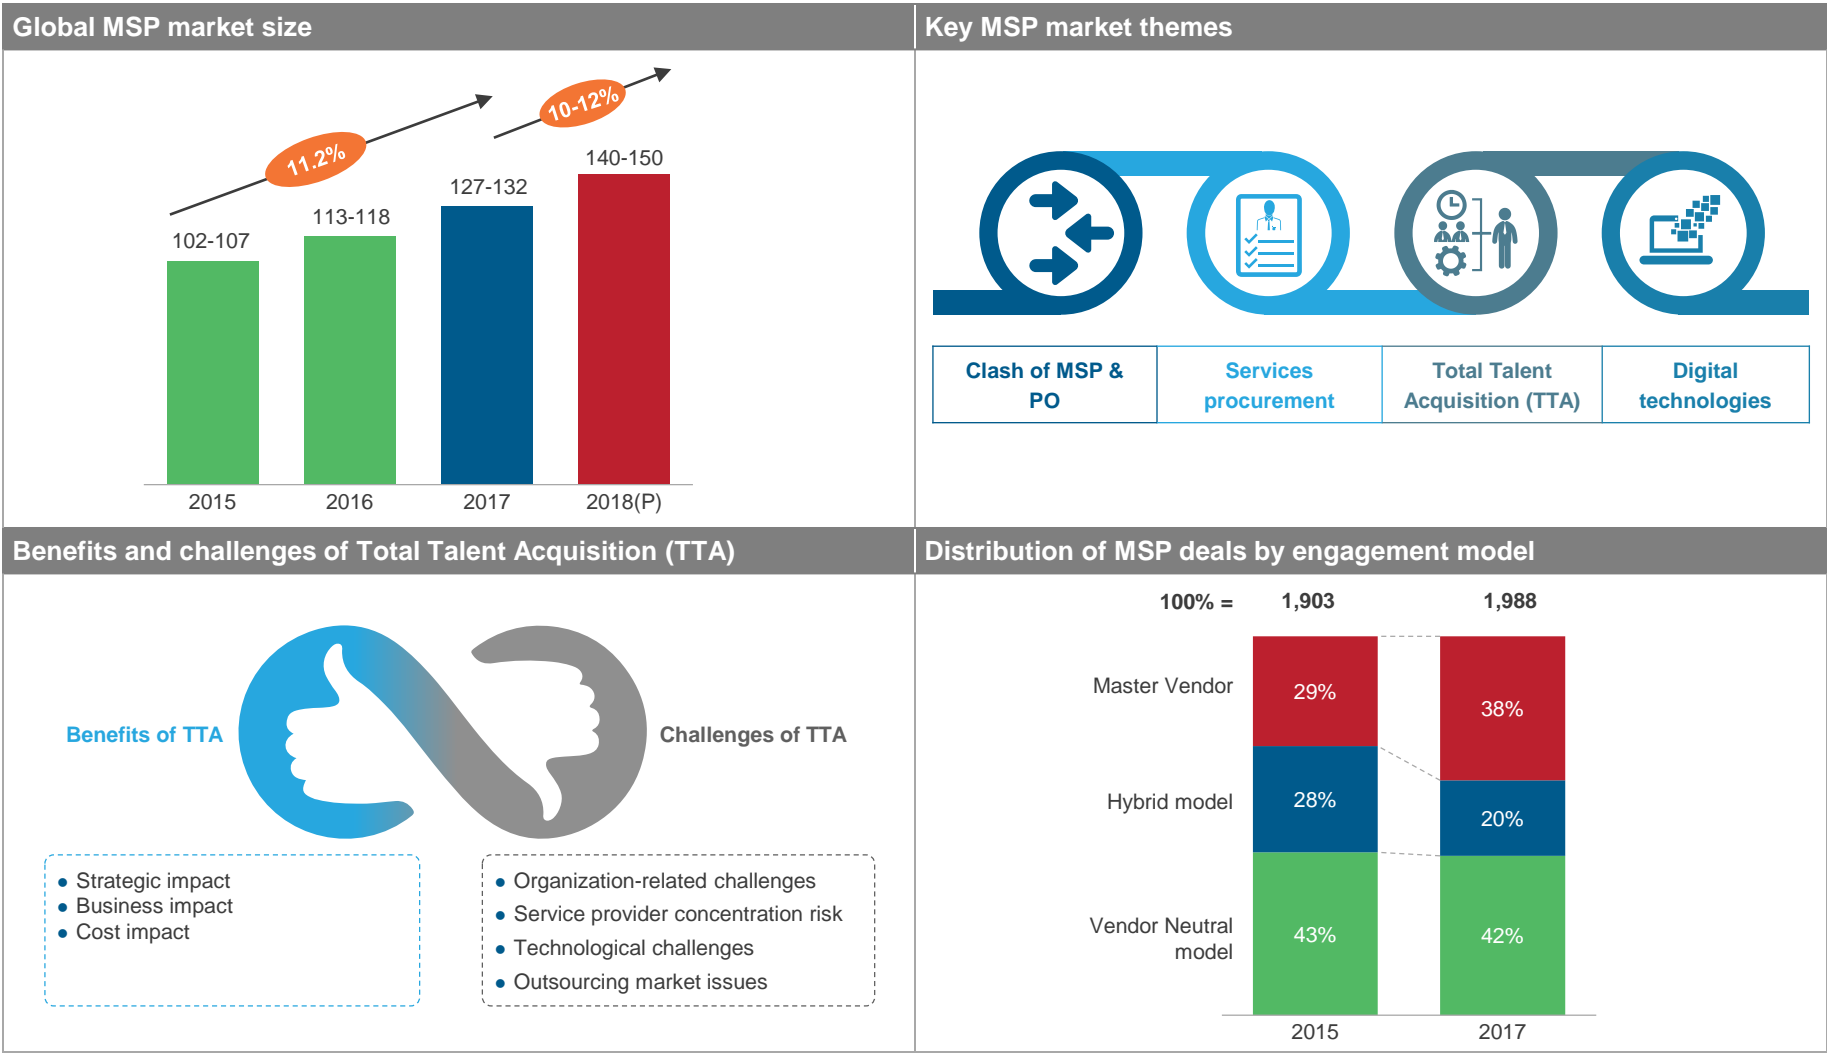 Global MSP market size
11.2%
10-12%
102-107
113-118
127-132
140-150
2015
2016
2017
2018(P)
Key MSP market themes
Clash of MSP &
PO
Services
procurement
Total Talent
Acquisition (TTA)
Digital
technologies
Benefits and challenges of Total Talent Acquisition (TTA)
Benefits of TTA
Challenges of TTA
● Strategic impact
● Business impact
● Cost impact
● Organization-related challenges
● Service provider concentration risk
● Technological challenges
● Outsourcing market issues
Distribution of MSP deals by engagement model
100% = 1,903 1,988
Master Vendor 29% 38%
Hybrid model 28% 20%
Vendor Neutral
model
43% 42%
2015 2017